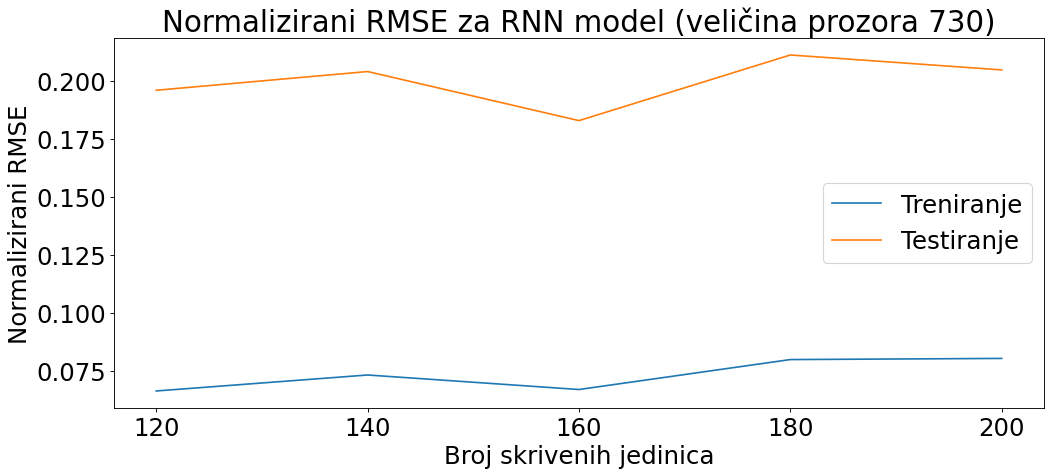 Normalizirani RMSE za RNN model (veličina prozora 730)
Normalizirani RMSE
0.200
0.175
0.150
0.125
0.100
0.075
Treniranje
Testiranje
120 140 160 180 200
Broj skrivenih jedinica